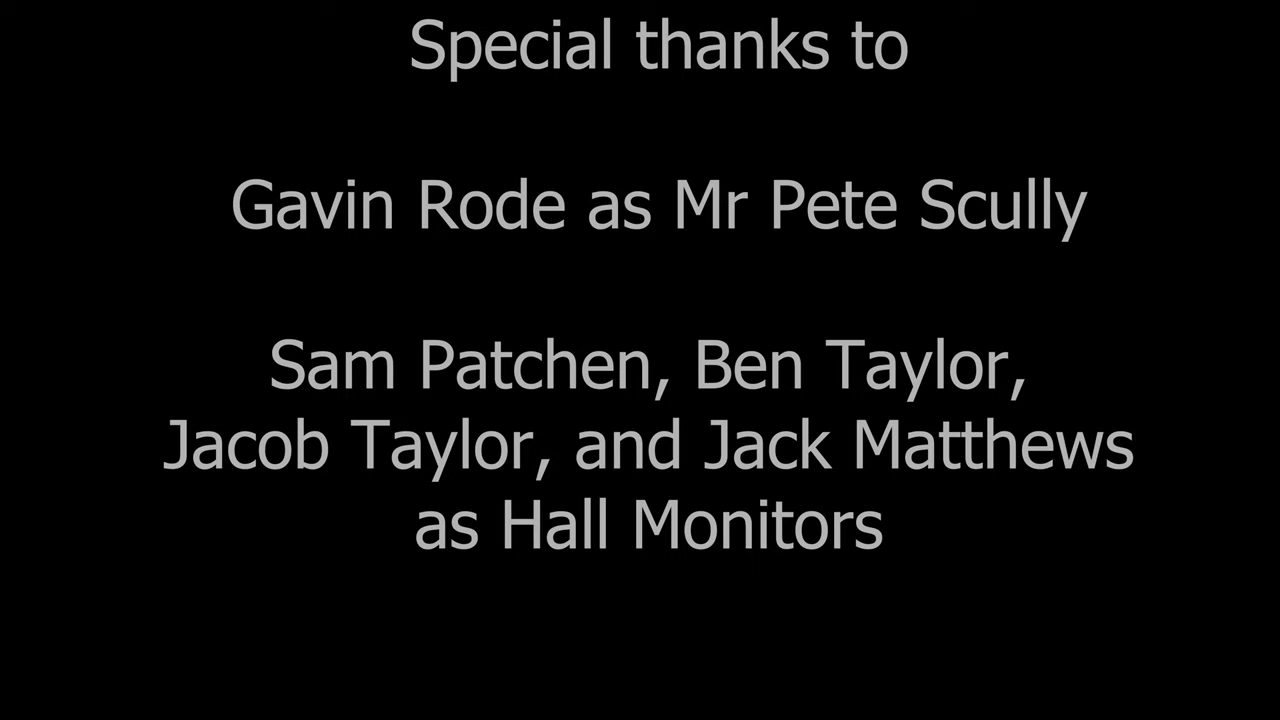 Special thanks to
Gavin Rode as Mr Pete Scully
Sam Patchen, Ben Taylor,
Jacob Taylor, and Jack Matthews
as Hall Monitors